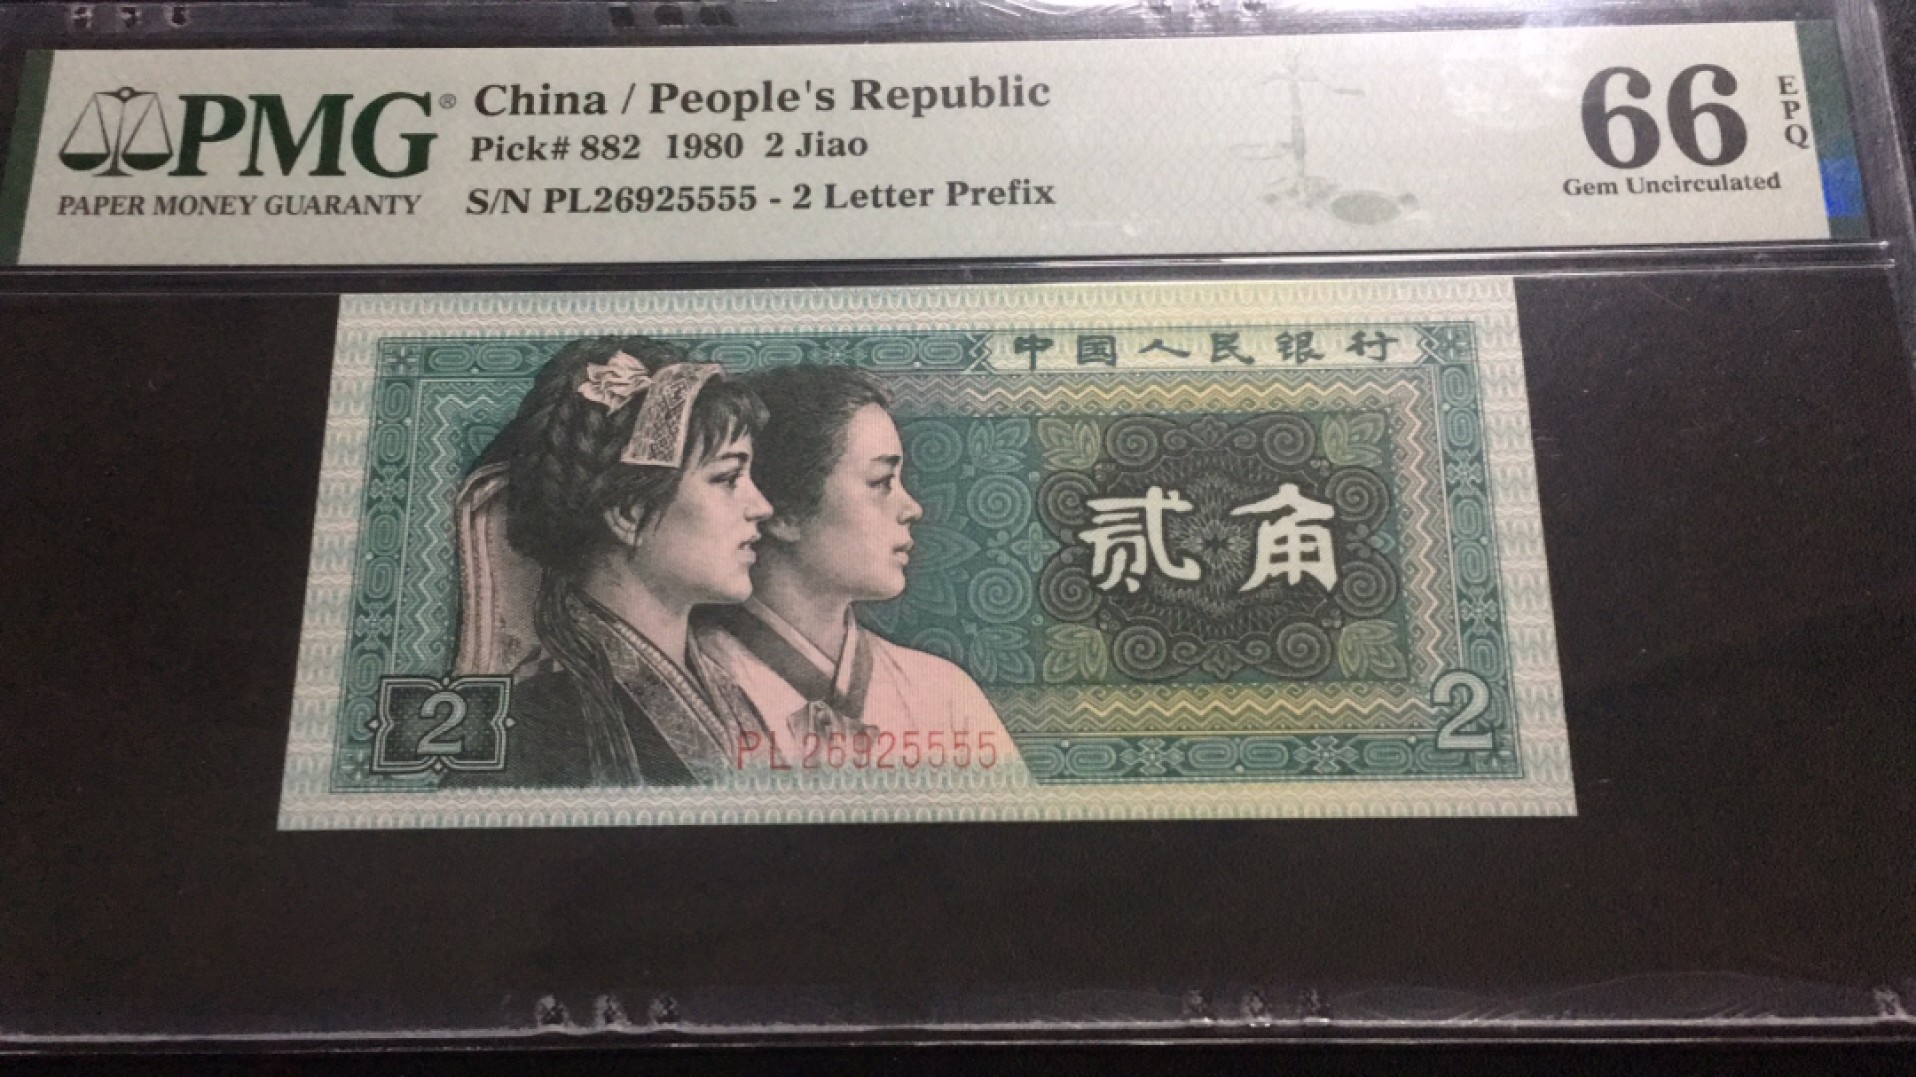 PMG® China / People's Republic
Pick# 882 1980 2 Jiao
PAPER MONEY GUARANTY S/N PL26925555 - 2 Letter Prefix
66 EPQ
Gem Uncirculated
中国人民银行
贰角
2
2
PL26925555